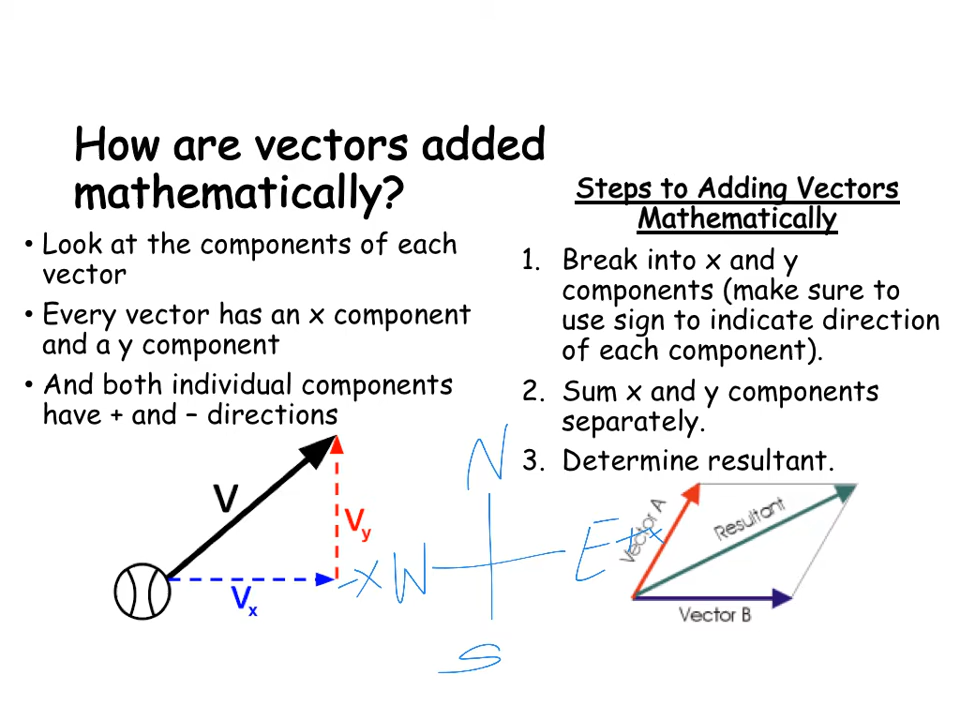 How are vectors added
mathematically?
• Look at the components of each
vector
• Every vector has an x component
and a y component
• And both individual components
have + and – directions
Steps to Adding Vectors
Mathematically
1. Break into x and y
components (make sure to
use sign to indicate direction
of each component).
2. Sum x and y components
separately.
3. Determine resultant.
V
Vy
Vx
N
-x W
E +x
S
Vector A
Resultant
Vector B